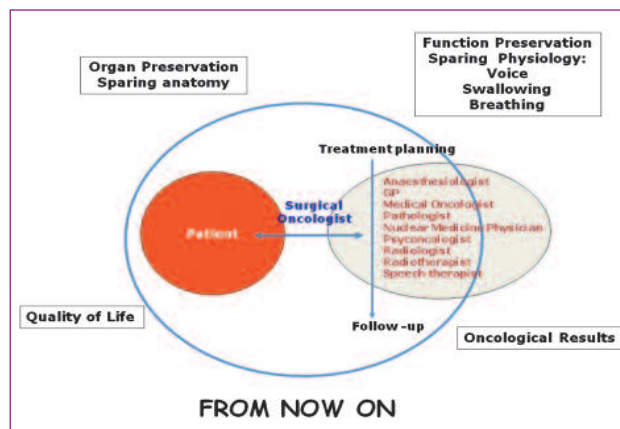 Organ Preservation
Sparing anatomy
Function Preservation
Sparing Physiology:
Voice
Swallowing
Breathing
Treatment planning
Surgical
Oncologist
Patient
Anaesthesiologist
GP
Medical Oncologist
Pathologist
Nuclear Medicine Physician
Psyconcologist
Radiologist
Radiotherapist
Speech therapist
Follow-up
Quality of Life
Oncological Results
FROM NOW ON